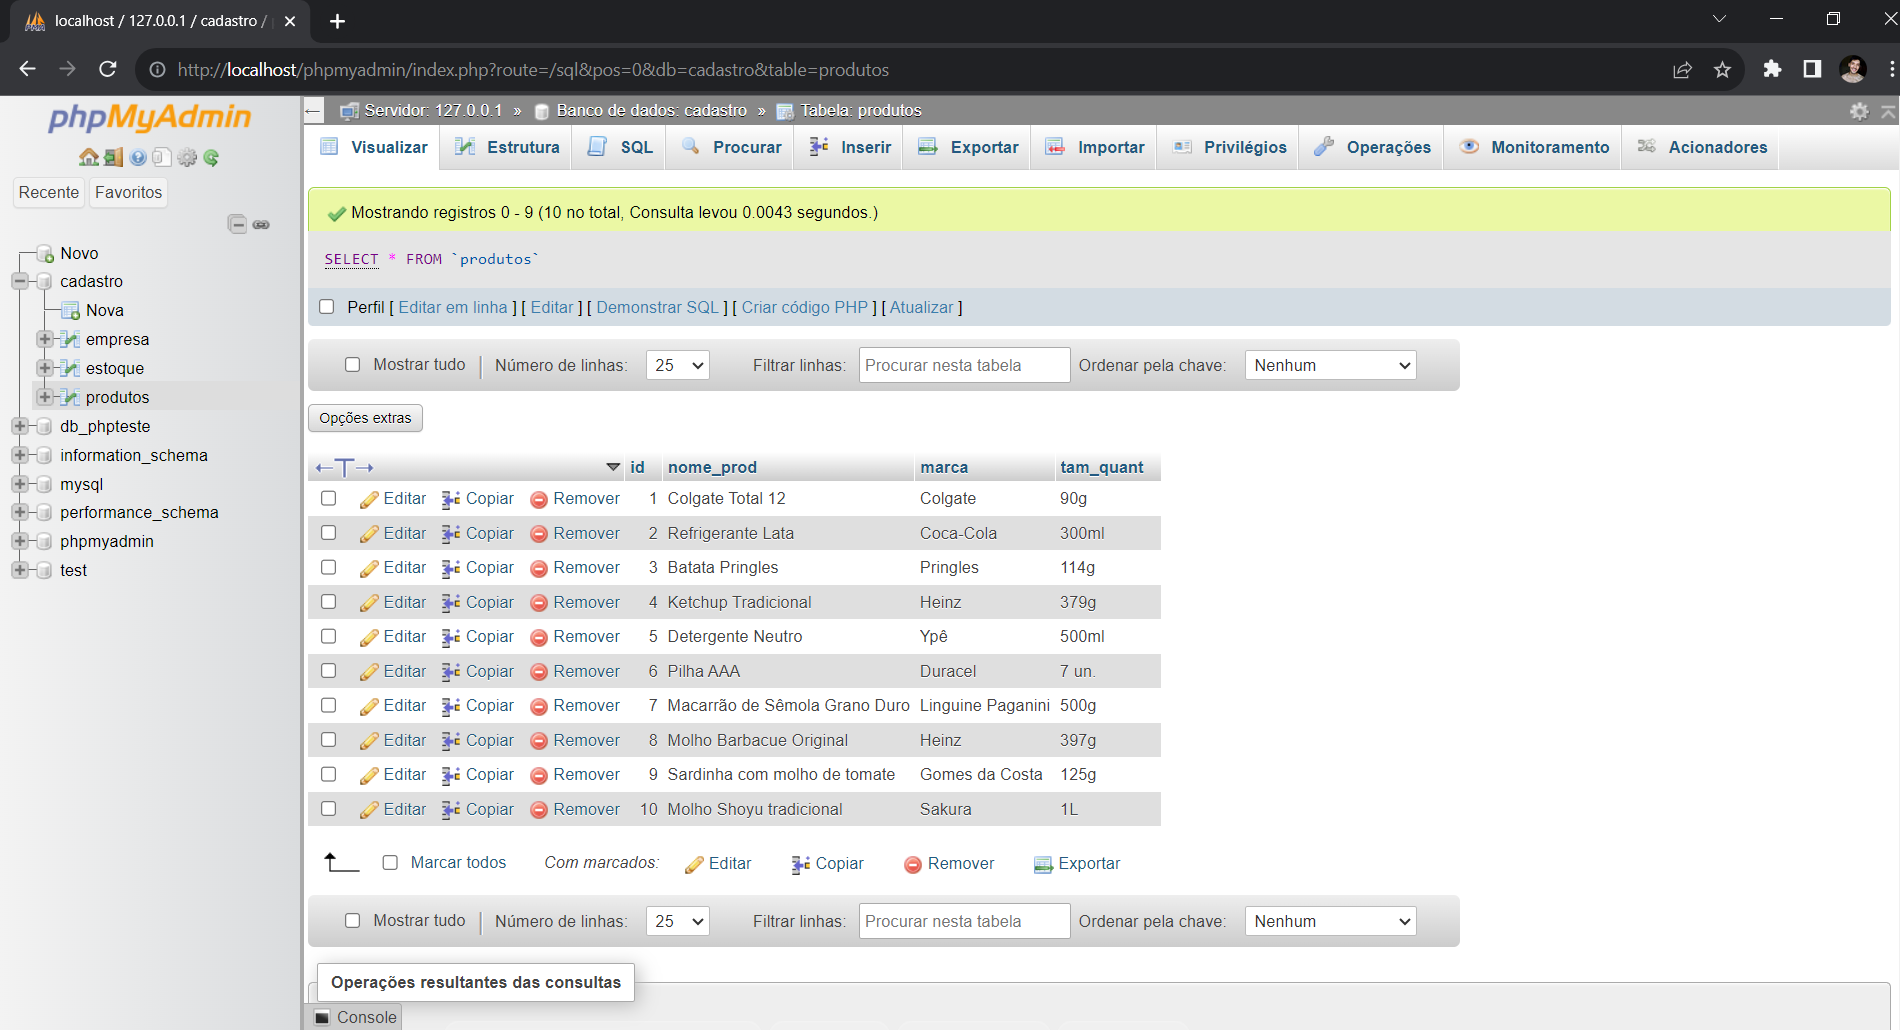 localhost / 127.0.0.1 / cadastro /
http://localhost/phpmyadmin/index.php?route=/sql&pos=0&db=cadastro&table=produtos
phpMyAdmin
Recente Favoritos
Novo
cadastro
Nova
empresa
estoque
produtos
db_phpteste
information_schema
mysql
performance_schema
phpmyadmin
test
Servidor: 127.0.0.1 » Banco de dados: cadastro » Tabela: produtos
Visualizar Estrutura SQL Procurar Inserir Exportar Importar Privilégios Operações Monitoramento Acionadores
Mostrando registros 0 - 9 (10 no total, Consulta levou 0.0043 segundos.)
SELECT * FROM `produtos`
Perfil [ Editar em linha ] [ Editar ] [ Demonstrar SQL ] [ Criar código PHP ] [ Atualizar ]
Mostrar tudo | Número de linhas: 25 Filtrar linhas: Procurar nesta tabela Ordenar pela chave: Nenhum
Opções extras
←T→ id nome_prod marca tam_quant
Editar Copiar Remover 1 Colgate Total 12 Colgate 90g
Editar Copiar Remover 2 Refrigerante Lata Coca-Cola 300ml
Editar Copiar Remover 3 Batata Pringles Pringles 114g
Editar Copiar Remover 4 Ketchup Tradicional Heinz 379g
Editar Copiar Remover 5 Detergente Neutro Ypê 500ml
Editar Copiar Remover 6 Pilha AAA Duracel 7 un.
Editar Copiar Remover 7 Macarrão de Sêmola Grano Duro Linguine Paganini 500g
Editar Copiar Remover 8 Molho Barbacue Original Heinz 397g
Editar Copiar Remover 9 Sardinha com molho de tomate Gomes da Costa 125g
Editar Copiar Remover 10 Molho Shoyu tradicional Sakura 1L
Marcar todos Com marcados: Editar Copiar Remover Exportar
Mostrar tudo | Número de linhas: 25 Filtrar linhas: Procurar nesta tabela Ordenar pela chave: Nenhum
Operações resultantes das consultas
Console